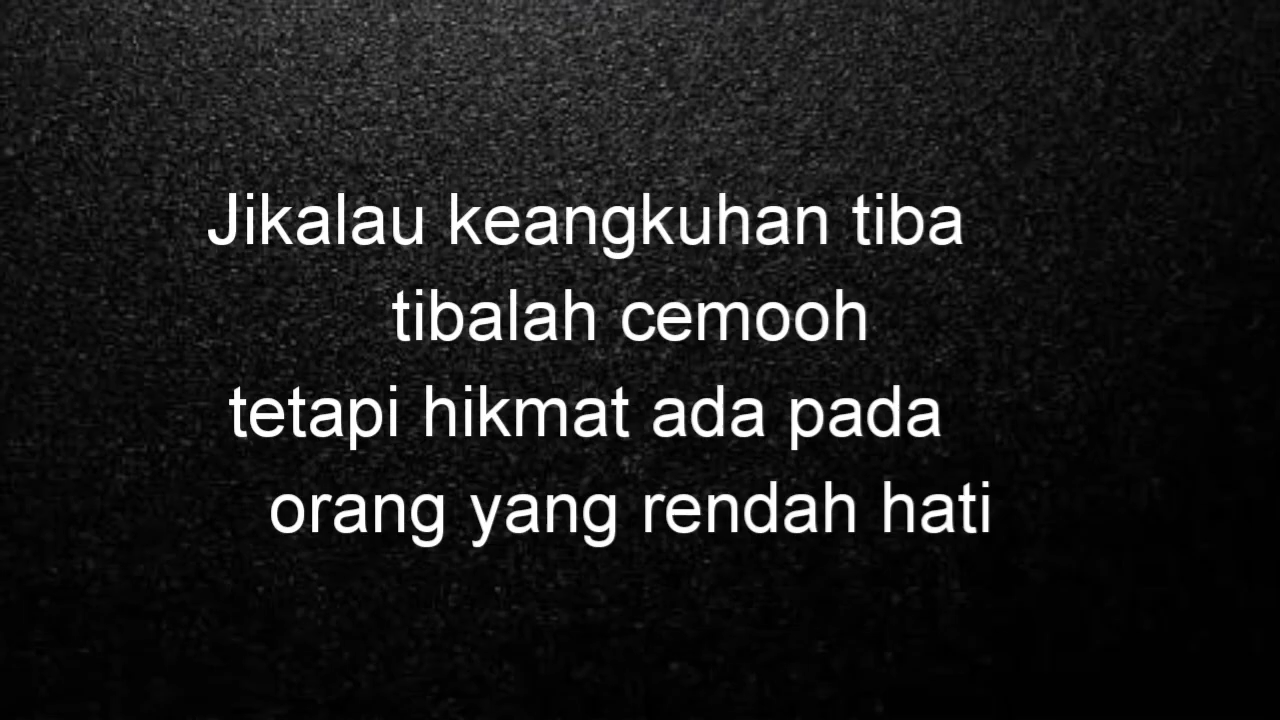 Jikalau keangkuhan tiba
tibalah cemooh
tetapi hikmat ada pada
orang yang rendah hati